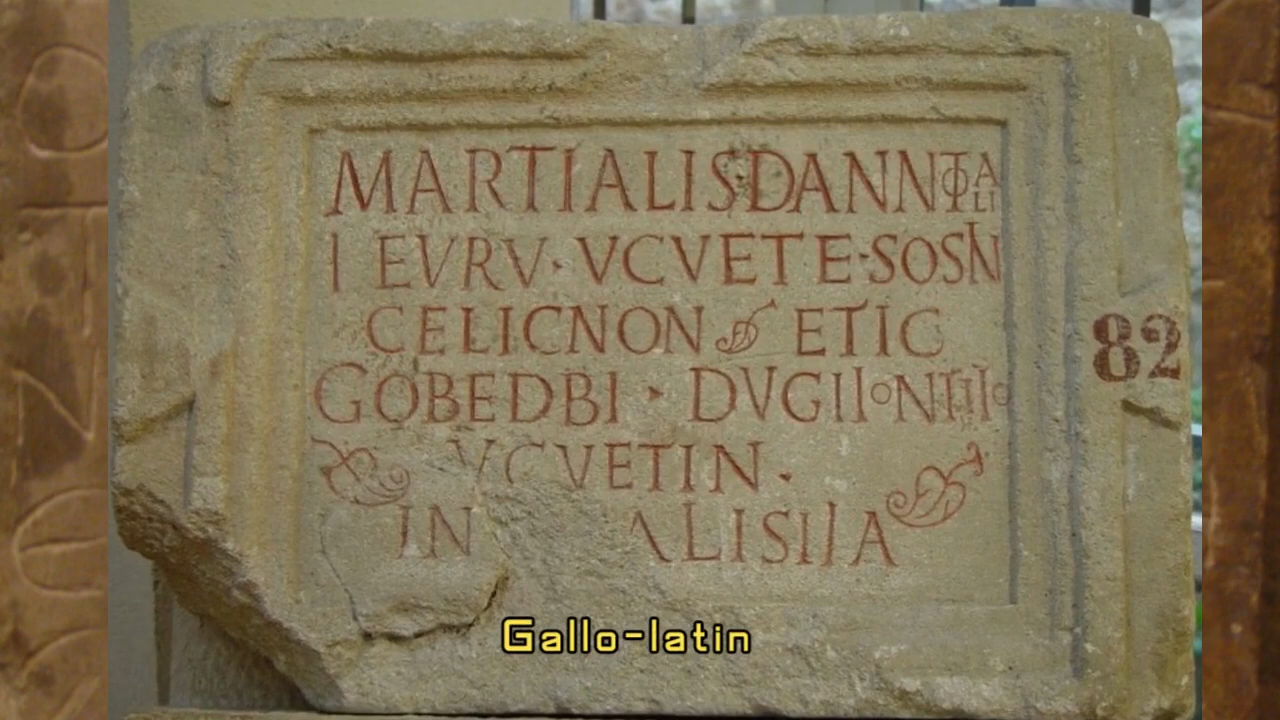 MARTIALIS·DANNOTALI
IEVRV·VCVETE·SOSIN
CELICNON ETIC
GOBEDBI·DVGIIONTIIO
VCVETIN·
IN ALISIIA
82
Gallo-latin